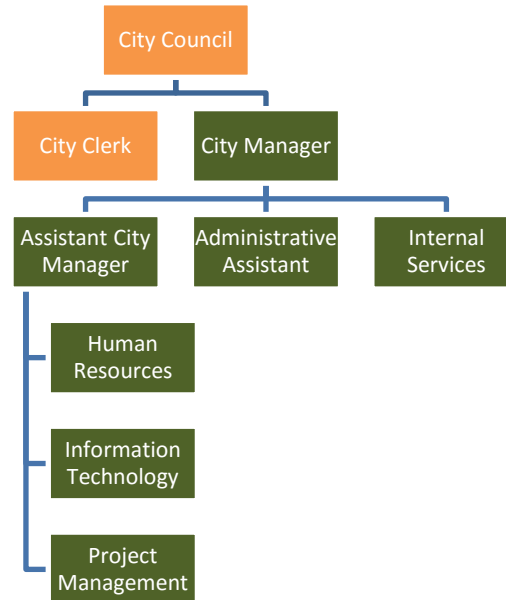 City Council
City Clerk
City Manager
Assistant City
Manager
Administrative
Assistant
Internal
Services
Human
Resources
Information
Technology
Project
Management